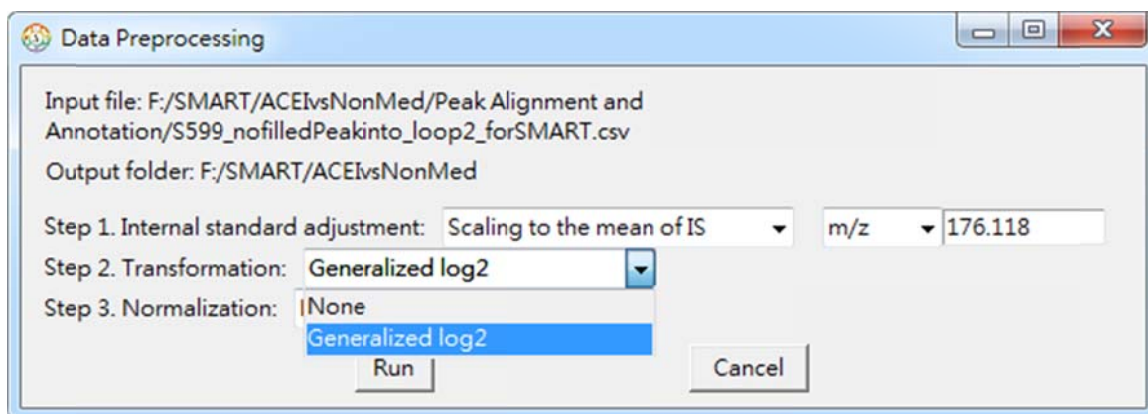 Data Preprocessing
Input file: F:/SMART/ACEIvsNonMed/Peak Alignment and
Annotation/S599_nofilledPeakinto_loop2_forSMART.csv
Output folder: F:/SMART/ACEIvsNonMed
Step 1. Internal standard adjustment: Scaling to the mean of IS m/z 176.118
Step 2. Transformation: Generalized log2
Step 3. Normalization: None
Generalized log2
Run Cancel